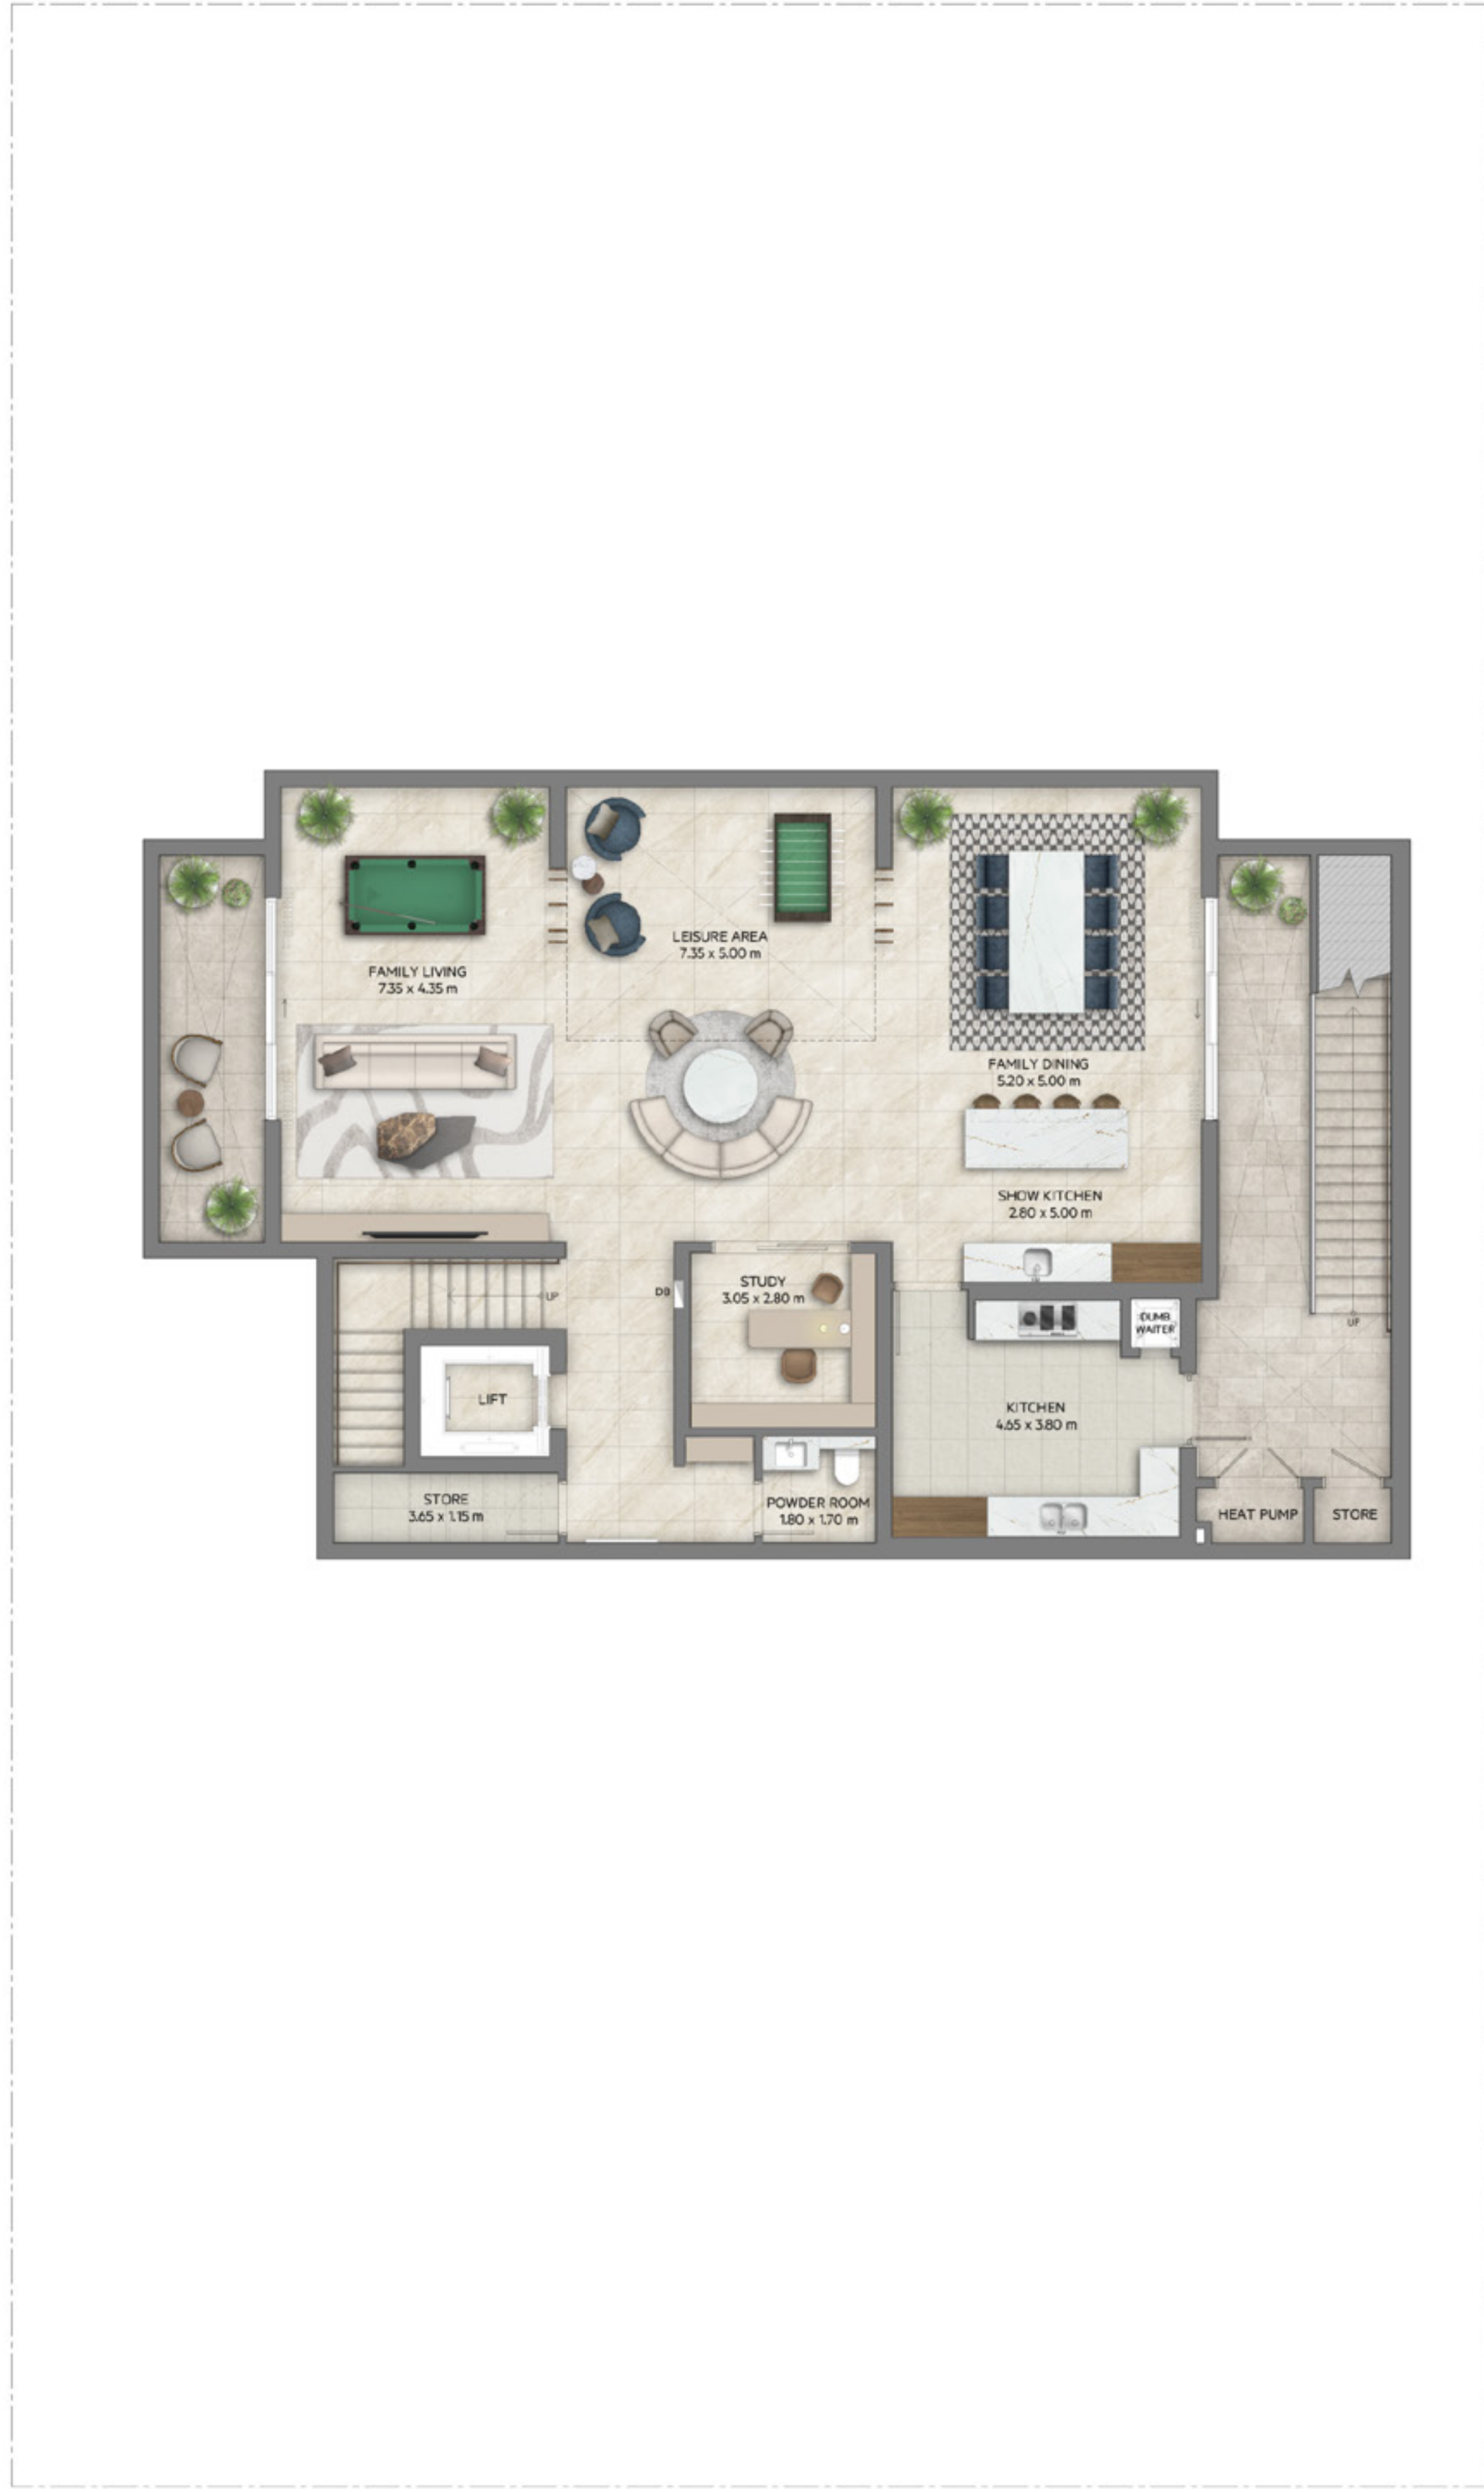 LEISURE AREA
7.35 x 5.00 m
FAMILY LIVING
7.35 x 4.35 m
FAMILY DINING
5.20 x 5.00 m
SHOW KITCHEN
2.80 x 5.00 m
STUDY
3.05 x 2.80 m
DB
UP
UP
DUMB
WAITER
LIFT
KITCHEN
4.65 x 3.80 m
STORE
3.65 x 1.15 m
POWDER ROOM
1.80 x 1.70 m
HEAT PUMP
STORE